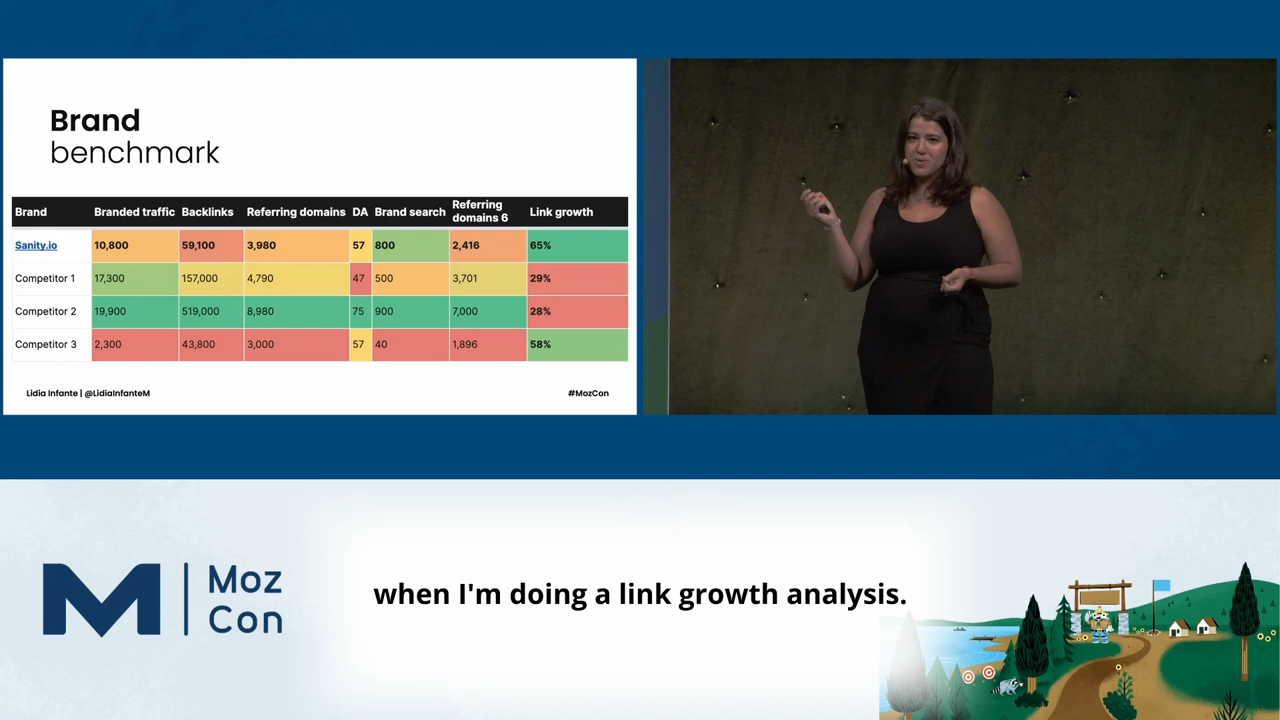 Brand
benchmark
Brand Branded traffic Backlinks Referring domains DA Brand search Referring domains 6 Link growth
Sanity.io 10,800 59,100 3,980 57 800 2,416 65%
Competitor 1 17,300 157,000 4,790 47 500 3,701 29%
Competitor 2 19,900 519,000 8,980 75 900 7,000 28%
Competitor 3 2,300 43,800 3,000 57 40 1,896 58%
Lidia Infante | @LidiaInfanteM #MozCon
when I'm doing a link growth analysis.
M Moz
Con